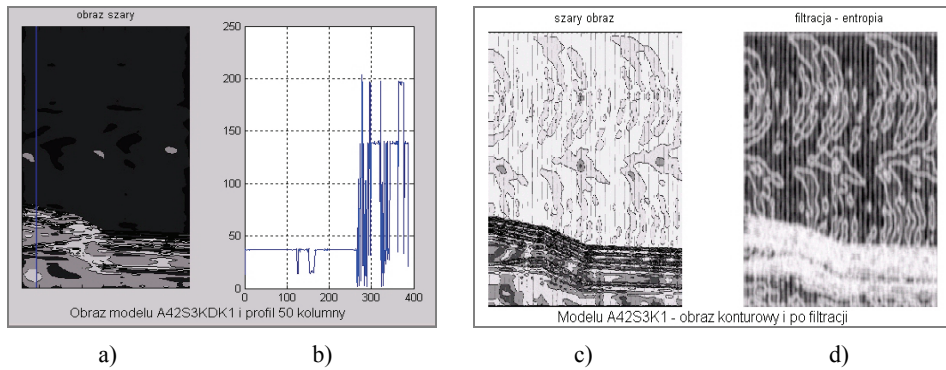 obraz szary
250
200
150
100
50
0
0 100 200 300 400
Obraz modelu A42S3KDK1 i profil 50 kolumny
szary obraz
filtracja - entropia
Modelu A42S3K1 - obraz konturowy i po filtracji
a) b) c) d)